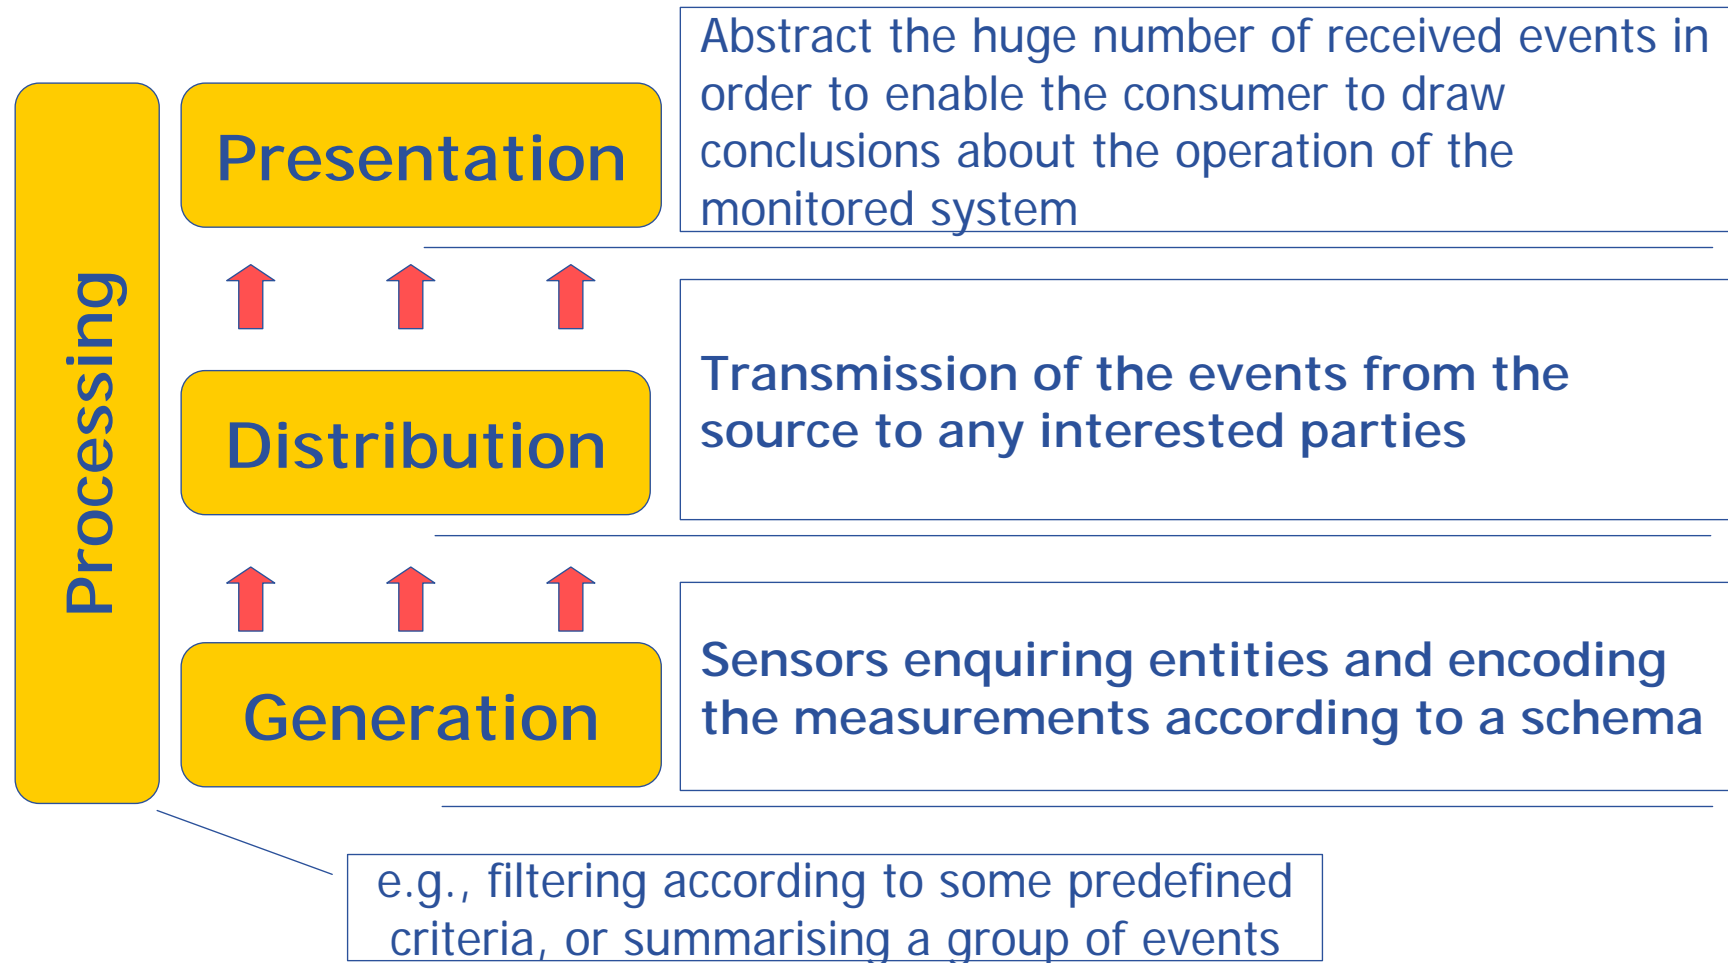 Processing
Presentation
Abstract the huge number of received events in
order to enable the consumer to draw
conclusions about the operation of the
monitored system
Distribution
Transmission of the events from the
source to any interested parties
Generation
Sensors enquiring entities and encoding
the measurements according to a schema
e.g., filtering according to some predefined
criteria, or summarising a group of events